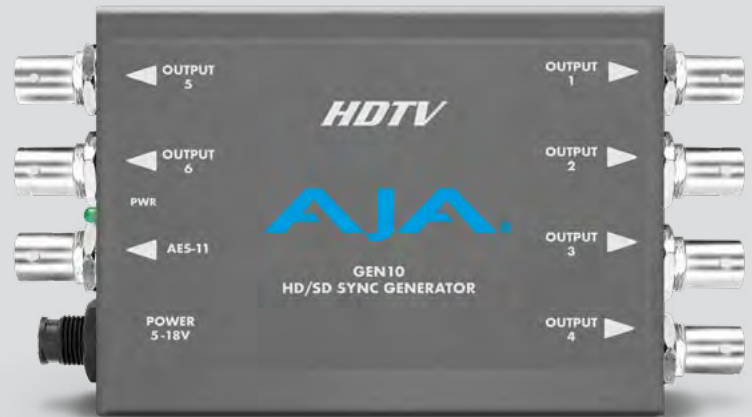 OUTPUT
5
OUTPUT
6
PWR
AES-11
POWER
5-18V
HDTV
AJA
GEN10
HD/SD SYNC GENERATOR
OUTPUT
1
OUTPUT
2
OUTPUT
3
OUTPUT
4